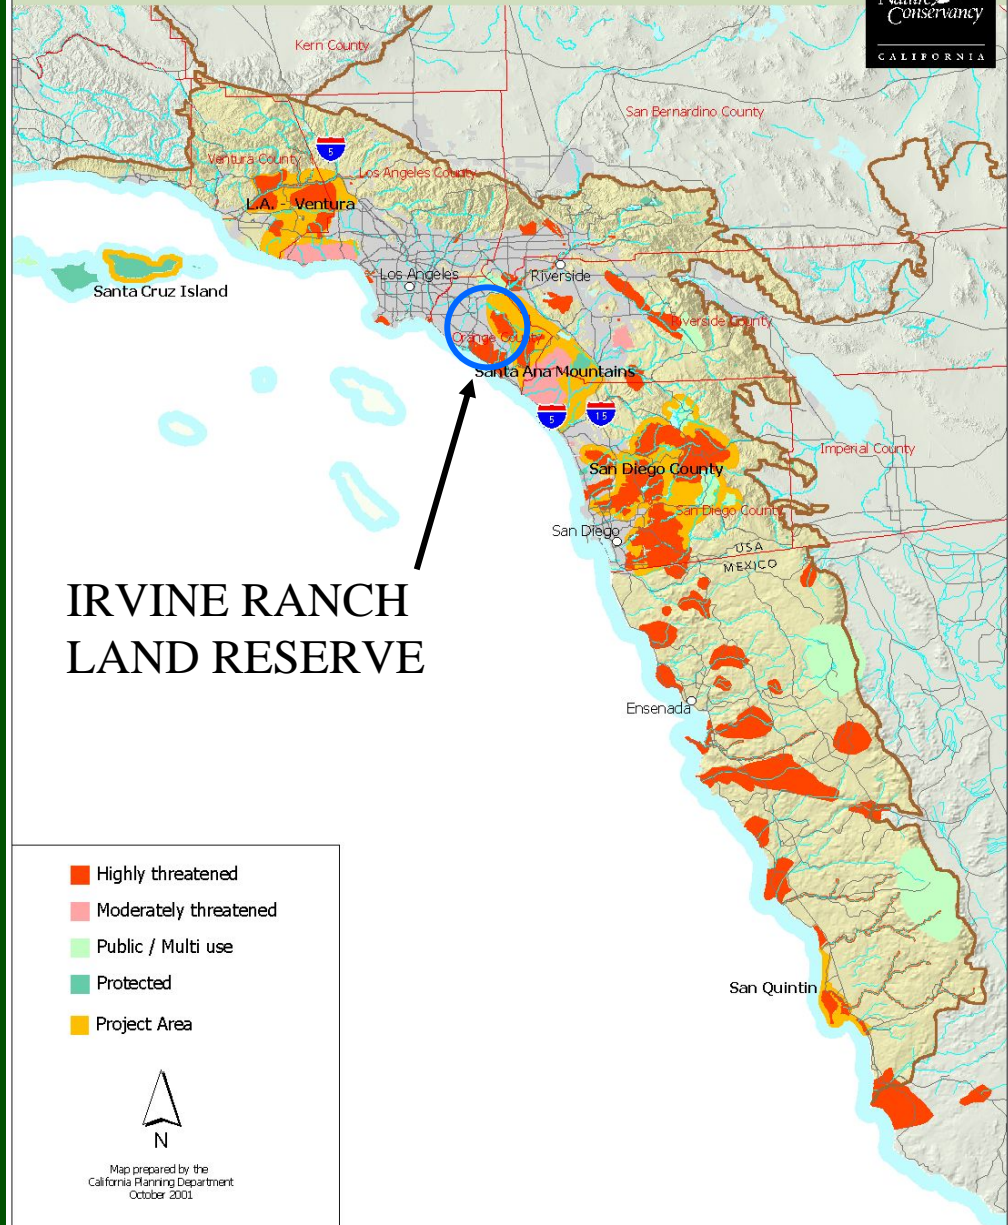 Nature
Conservancy
CALIFORNIA
Kern County
San Bernardino County
5
Ventura County
Los Angeles County
L.A. - Ventura
Los Angeles
Riverside
Santa Cruz Island
Riverside County
Orange County
Santa Ana Mountains
5
15
Imperial County
San Diego County
San Diego County
San Diego
USA
MEXICO
IRVINE RANCH
LAND RESERVE
Ensenada
San Quintin
Highly threatened
Moderately threatened
Public / Multi use
Protected
Project Area
N
Map prepared by the
California Planning Department
October 2001